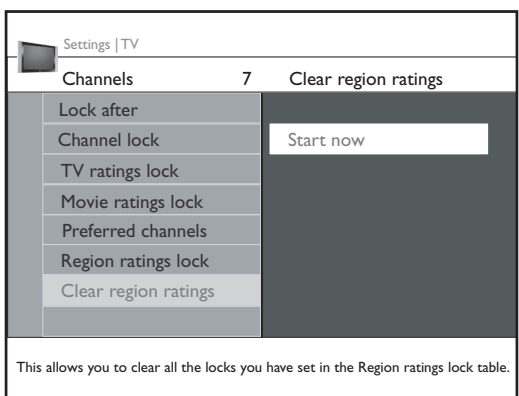 Settings | TV
Channels 7 Clear region ratings
Lock after
Channel lock Start now
TV ratings lock
Movie ratings lock
Preferred channels
Region ratings lock
Clear region ratings
This allows you to clear all the locks you have set in the Region ratings lock table.